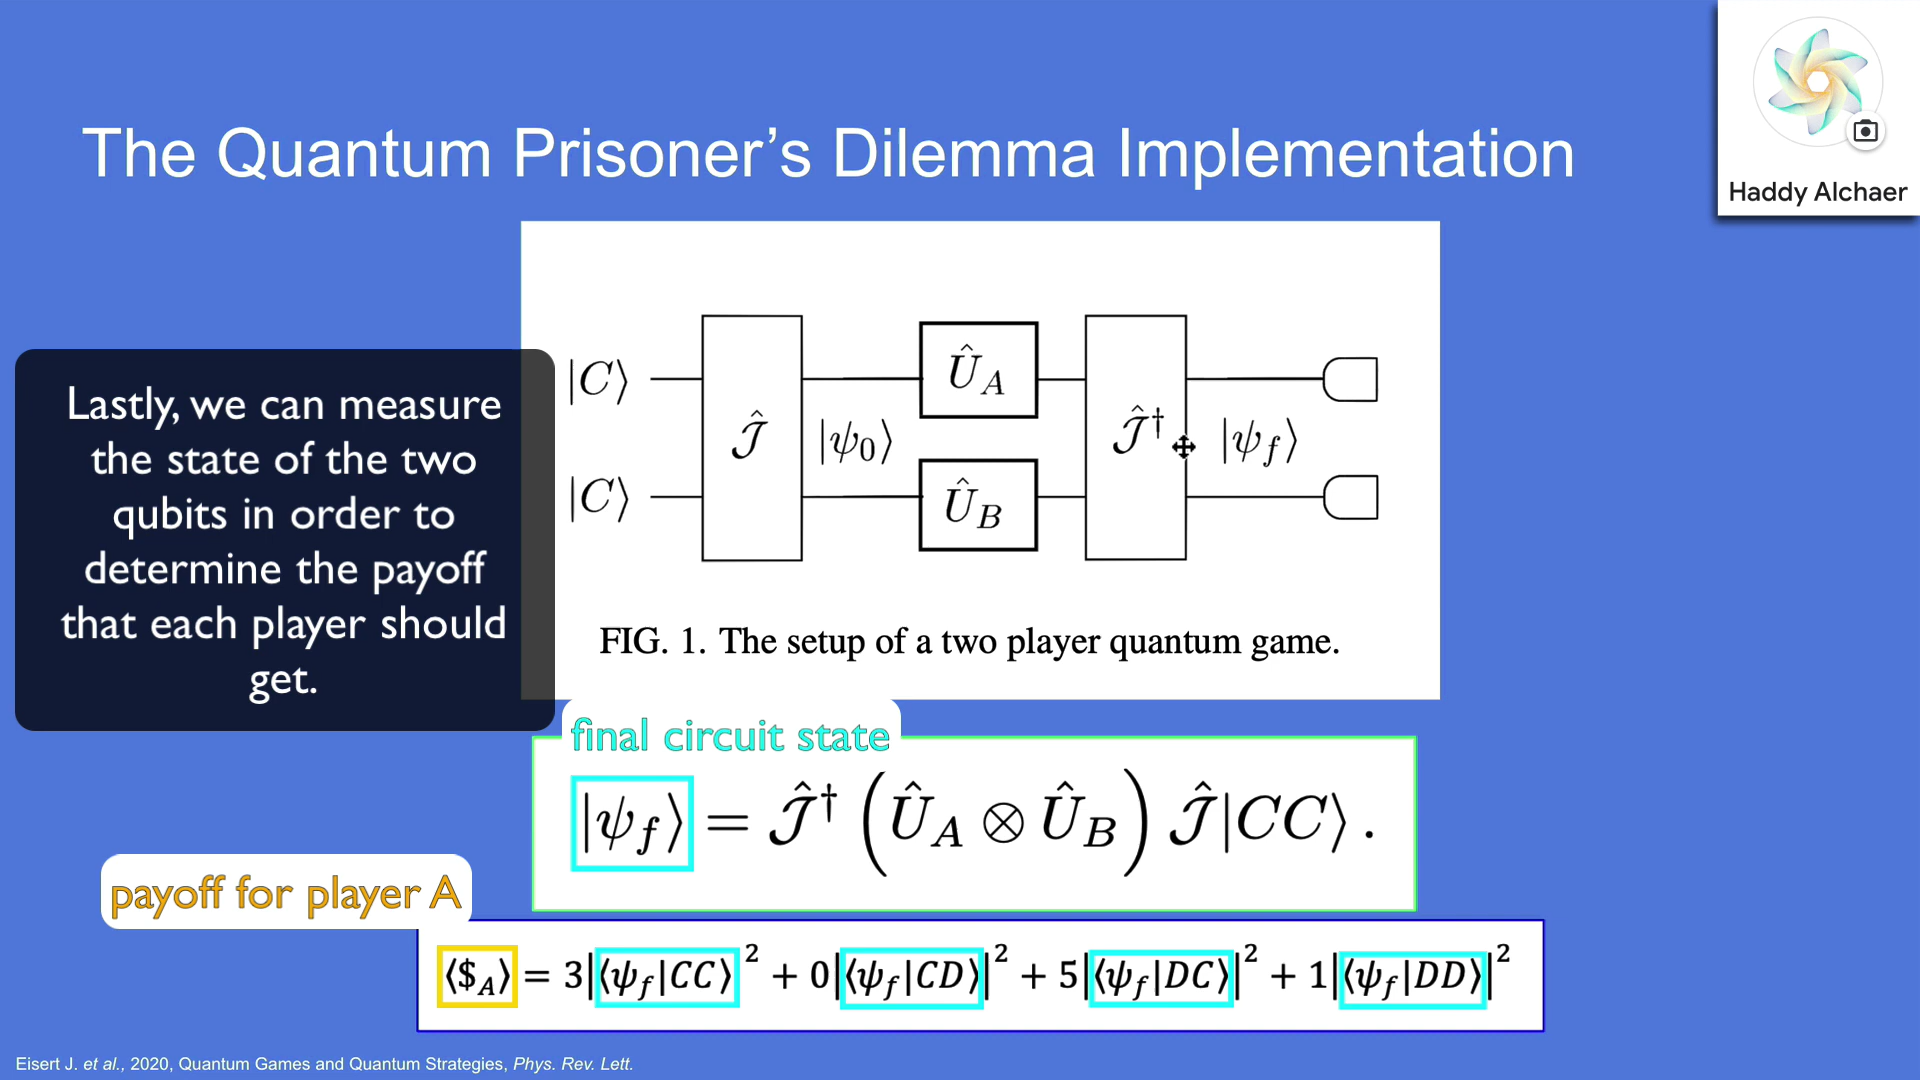 Haddy Alchaer
The Quantum Prisoner’s Dilemma Implementation
Lastly, we can measure
the state of the two
qubits in order to
determine the payoff
that each player should
get.
|C⟩ 𝒥̂ |ψ₀⟩ Û_A 𝒥̂† |ψ_f⟩
|C⟩ Û_B
FIG. 1. The setup of a two player quantum game.
final circuit state
|ψ_f⟩ = 𝒥̂† (Û_A ⊗ Û_B) 𝒥̂|CC⟩ .
payoff for player A
⟨$_A⟩ = 3|⟨ψ_f|CC⟩ ² + 0|⟨ψ_f|CD⟩|² + 5|⟨ψ_f|DC⟩|² + 1|⟨ψ_f|DD⟩|²
Eisert J. et al., 2020, Quantum Games and Quantum Strategies, Phys. Rev. Lett.